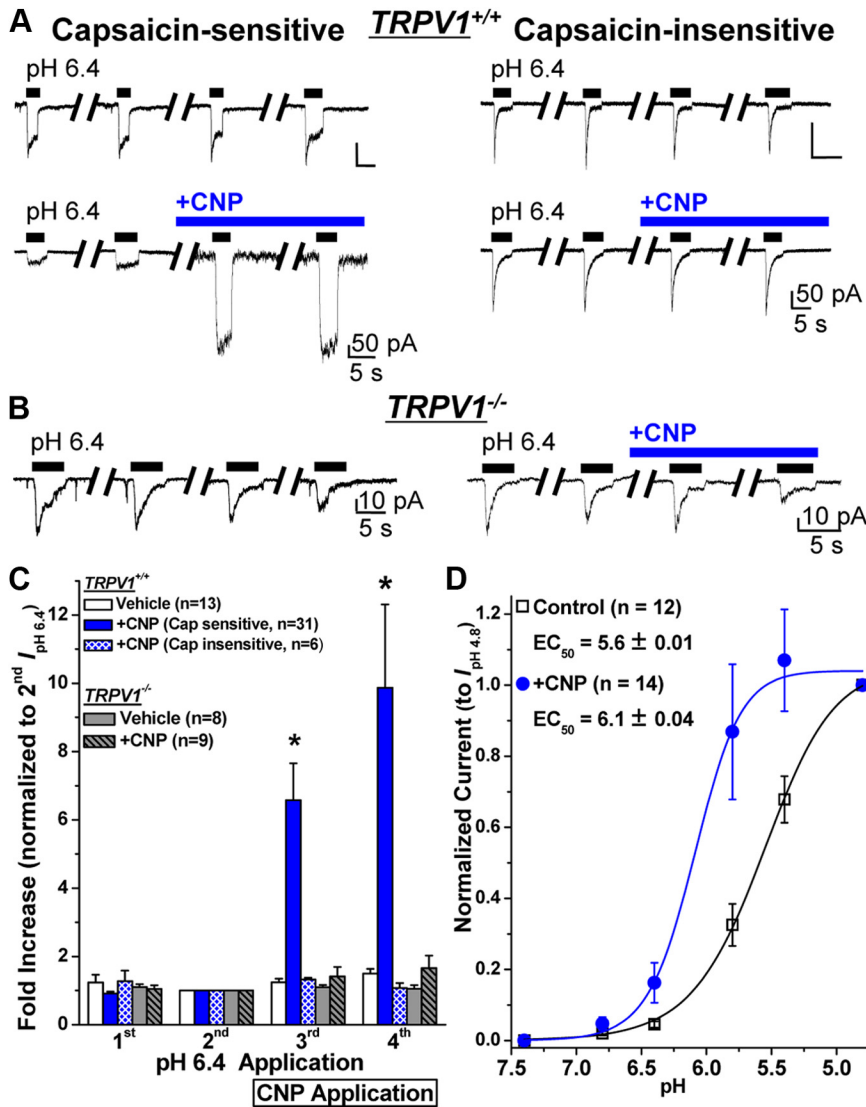 A
Capsaicin-sensitive TRPV1+/+ Capsaicin-insensitive
pH 6.4
pH 6.4
pH 6.4
+CNP
50 pA
5 s
pH 6.4
+CNP
50 pA
5 s
B
TRPV1-/-
pH 6.4
10 pA
5 s
pH 6.4
+CNP
10 pA
5 s
C
Fold Increase (normalized to 2nd IpH 6.4)
TRPV1+/+
Vehicle (n=13)
+CNP (Cap sensitive, n=31)
+CNP (Cap insensitive, n=6)
TRPV1-/-
Vehicle (n=8)
+CNP (n=9)
*
*
12
10
8
6
4
2
0
1st 2nd 3rd 4th
pH 6.4 Application
CNP Application
D
Normalized Current (to IpH 4.8)
Control (n = 12)
EC50 = 5.6 ± 0.01
+CNP (n = 14)
EC50 = 6.1 ± 0.04
1.2
1.0
0.8
0.6
0.4
0.2
0.0
7.5 7.0 6.5 6.0 5.5 5.0
pH